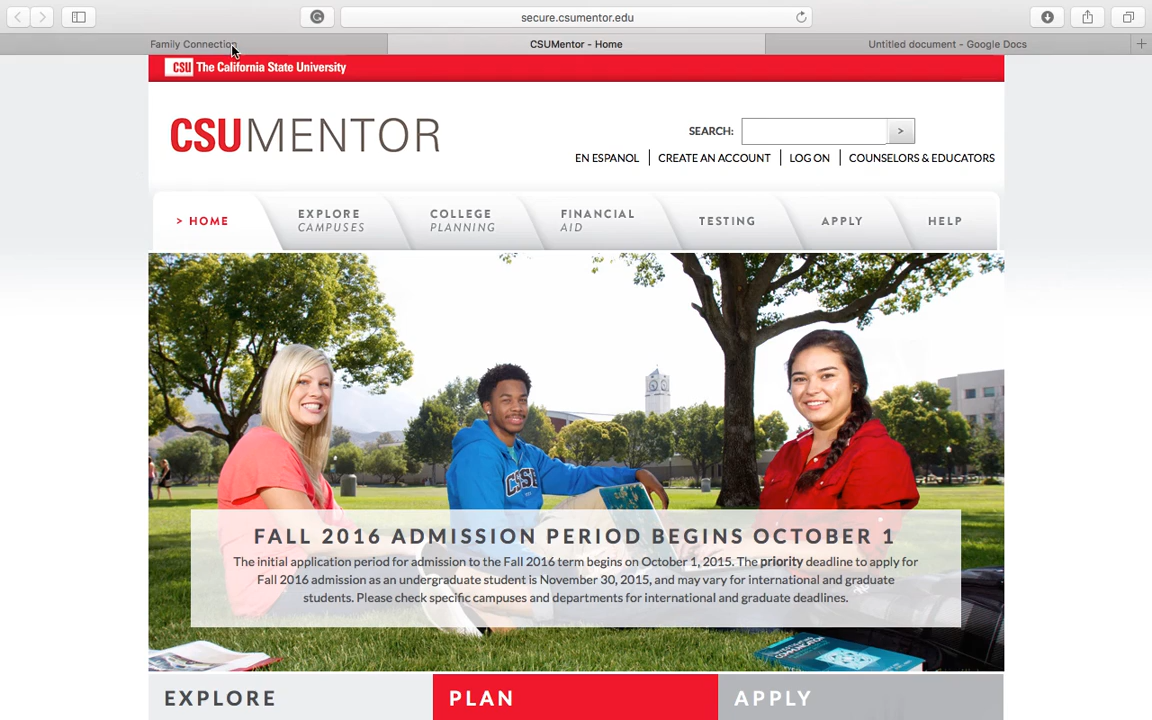 secure.csumentor.edu
Family Connection
CSUMentor - Home
Untitled document - Google Docs
CSU The California State University
CSUMENTOR
SEARCH:
>
EN ESPANOL
CREATE AN ACCOUNT
LOG ON
COUNSELORS & EDUCATORS
> HOME
EXPLORE
CAMPUSES
COLLEGE
PLANNING
FINANCIAL
AID
TESTING
APPLY
HELP
FALL 2016 ADMISSION PERIOD BEGINS OCTOBER 1
The initial application period for admission to the Fall 2016 term begins on October 1, 2015. The priority deadline to apply for
Fall 2016 admission as an undergraduate student is November 30, 2015, and may vary for international and graduate
students. Please check specific campuses and departments for international and graduate deadlines.
EXPLORE
PLAN
APPLY